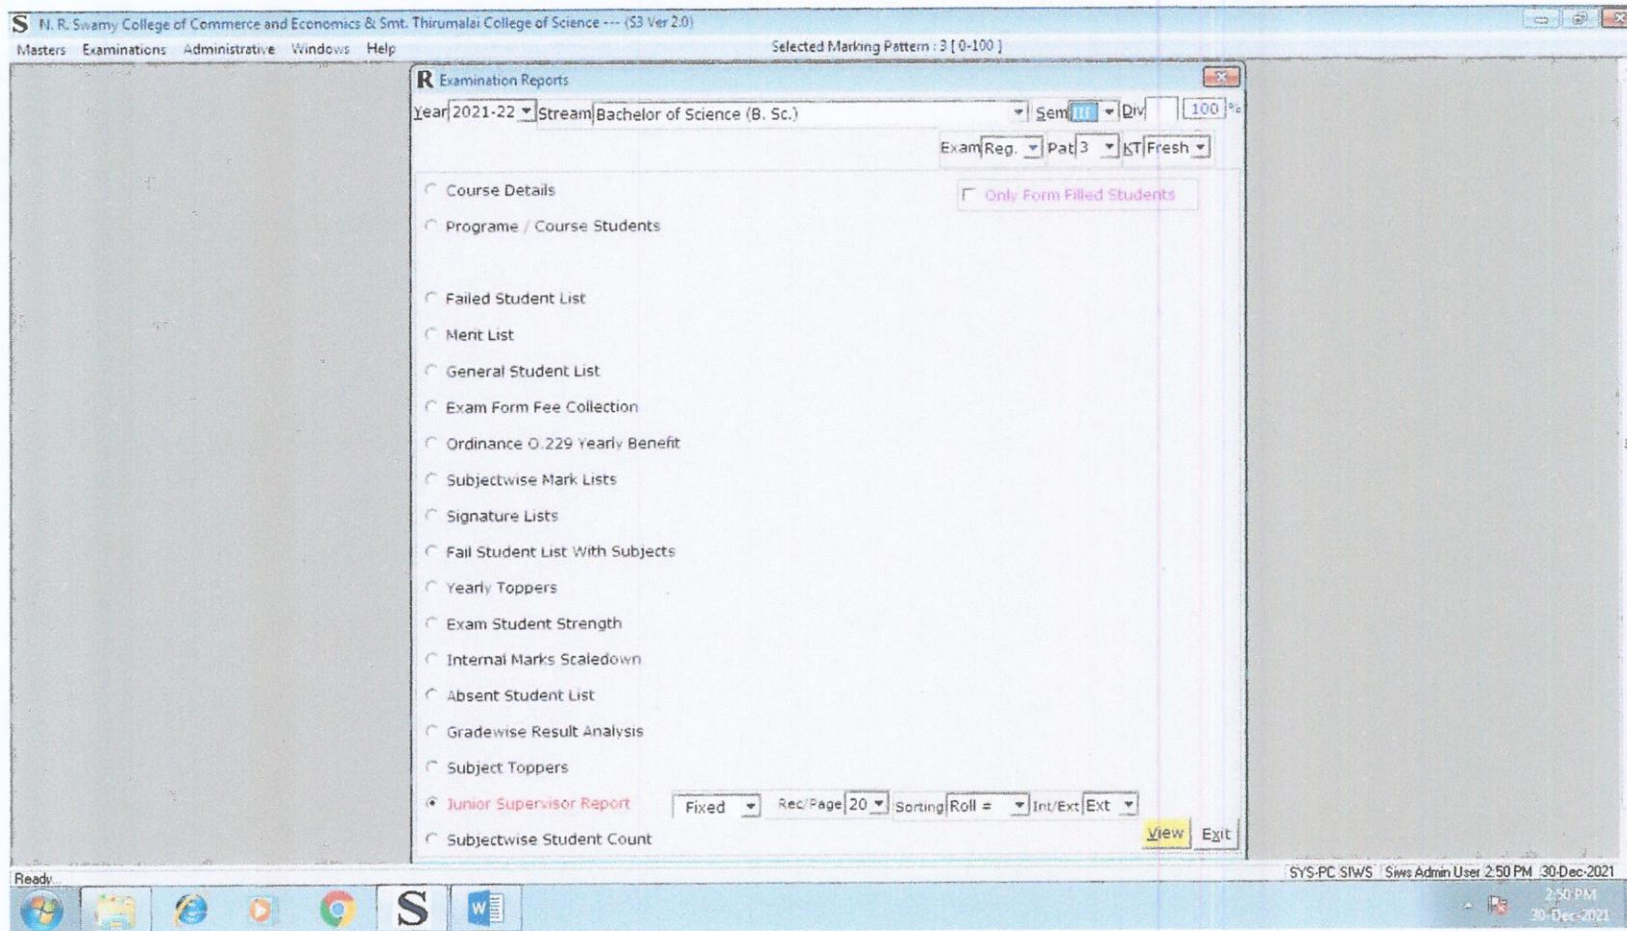 S N. R. Swamy College of Commerce and Economics & Smt. Thirumalai College of Science --- (S3 Ver 2.0)
Masters Examinations Administrative Windows Help Selected Marking Pattern : 3 [ 0-100 ]
R Examination Reports
Year 2021-22 Stream Bachelor of Science (B. Sc.) Sem III Div 100 %
Exam Reg. Pat 3 KT Fresh
Course Details Only Form Filled Students
Programe / Course Students
Failed Student List
Merit List
General Student List
Exam Form Fee Collection
Ordinance O.229 Yearly Benefit
Subjectwise Mark Lists
Signature Lists
Fail Student List With Subjects
Yearly Toppers
Exam Student Strength
Internal Marks Scaledown
Absent Student List
Gradewise Result Analysis
Subject Toppers
Junior Supervisor Report Fixed Rec/Page 20 Sorting Roll = Int/Ext Ext
Subjectwise Student Count View Exit
Ready... SYS-PC SIWS Siws Admin User 2:50 PM 30-Dec-2021
S W 2:50 PM
30-Dec-2021